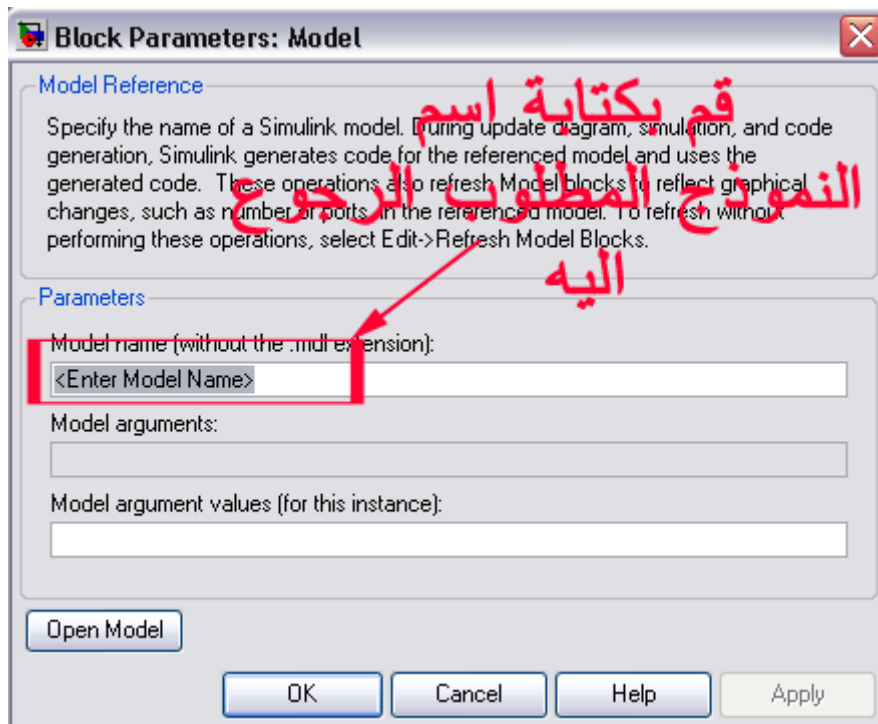 Block Parameters: Model
Model Reference
قم بكتابة اسم
Specify the name of a Simulink model. During update diagram, simulation, and code
generation, Simulink generates code for the referenced model and uses the
النموذج المطلوب الرجوع
generated code. These operations also refresh Model blocks to reflect graphical
changes, such as number of ports, in the referenced model. To refresh without
performing these operations, select Edit->Refresh Model Blocks.
اليه
Parameters
Model name (without the .mdl extension):
<Enter Model Name>
Model arguments:
Model argument values (for this instance):
Open Model
OK
Cancel
Help
Apply